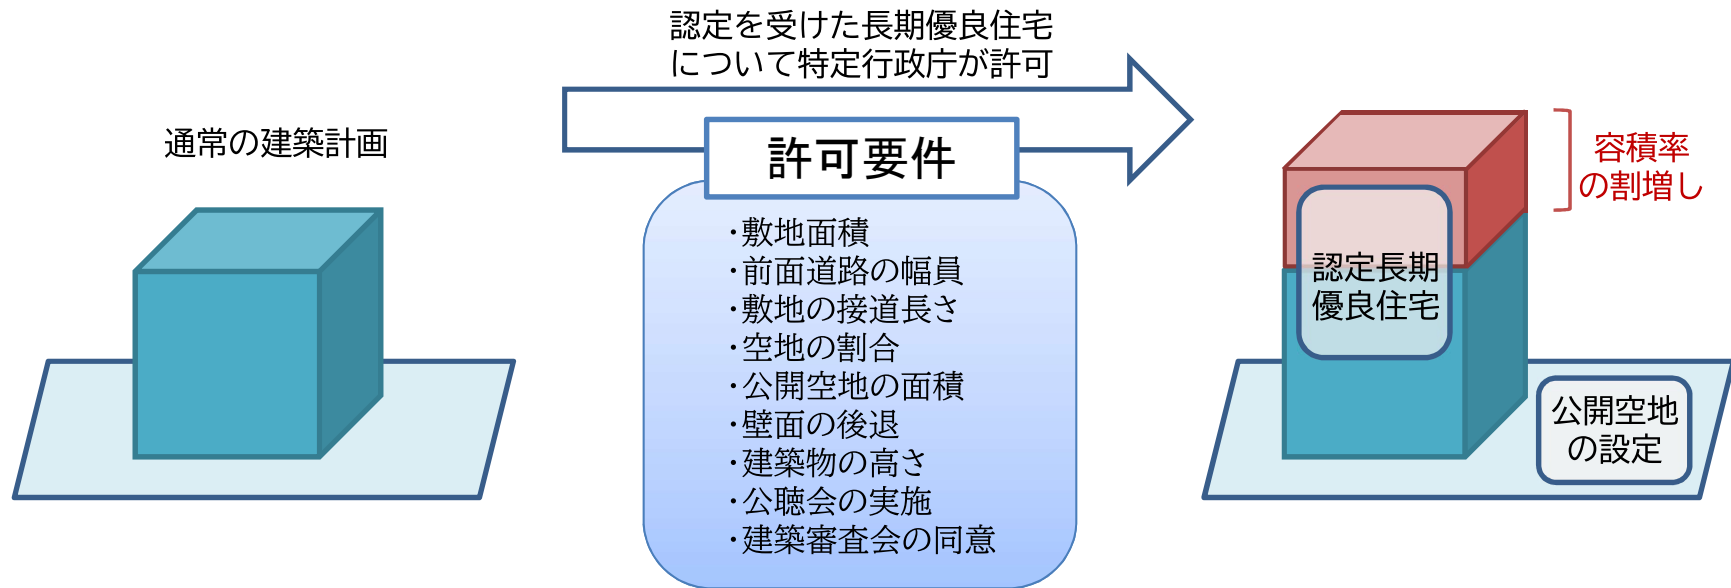 認定を受けた長期優良住宅
について特定行政庁が許可
通常の建築計画
許可要件
・敷地面積
・前面道路の幅員
・敷地の接道長さ
・空地の割合
・公開空地の面積
・壁面の後退
・建築物の高さ
・公聴会の実施
・建築審査会の同意
容積率
の割増し
認定長期
優良住宅
公開空地
の設定